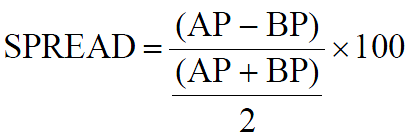 SPREAD = (AP − BP) / ((AP + BP) / 2) × 100